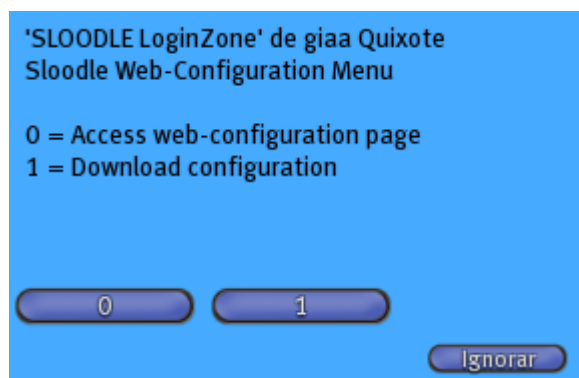 'SLOODLE LoginZone' de giaa Quixote
Sloodle Web-Configuration Menu
0 = Access web-configuration page
1 = Download configuration
0 1
Ignorar